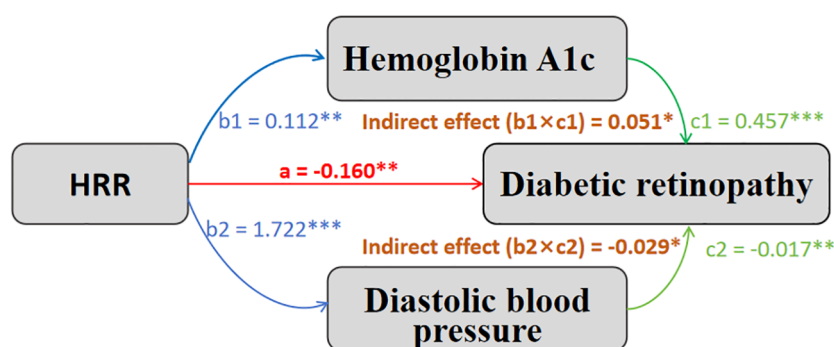 Hemoglobin A1c
b1 = 0.112**
Indirect effect (b1×c1) = 0.051*
c1 = 0.457***
HRR
a = -0.160**
Diabetic retinopathy
b2 = 1.722***
Indirect effect (b2×c2) = -0.029*
c2 = -0.017**
Diastolic blood
pressure